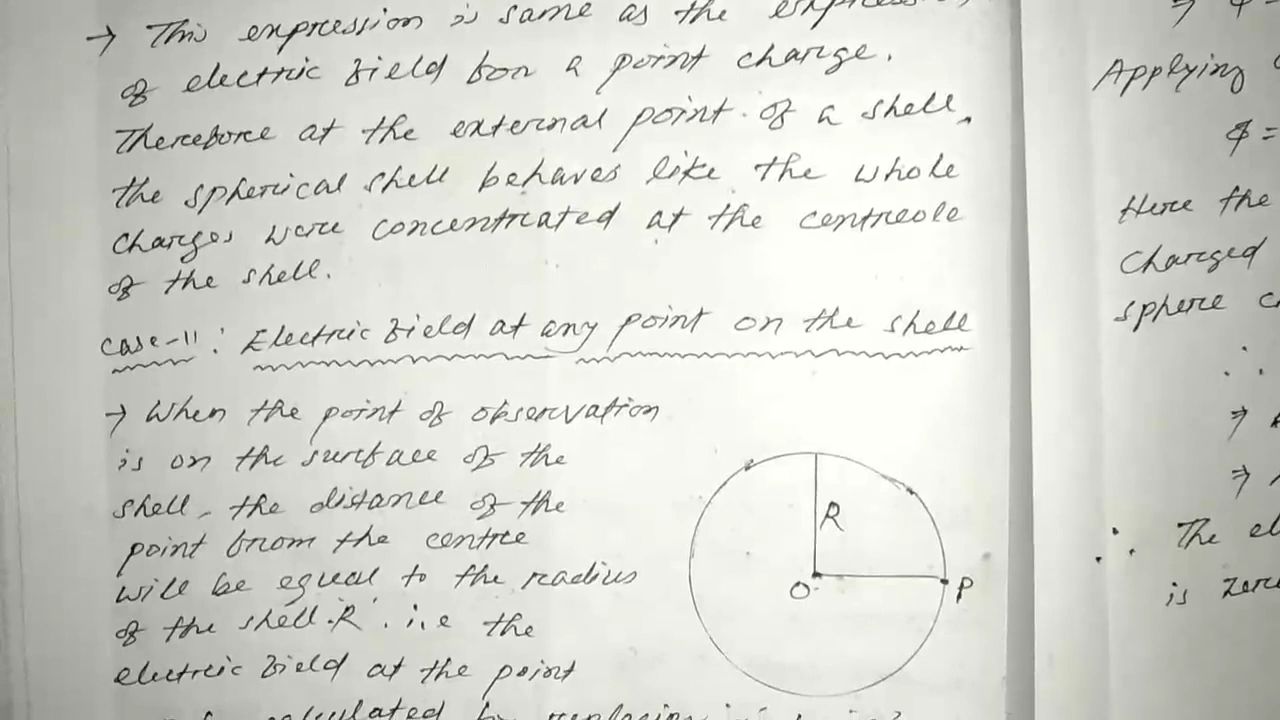 → This expression is same as the
of electric field for a point charge.
Therefore at the external point of a shell,
the spherical shell behaves like the whole
charges were concentrated at the centreole
of the shell.
case-II : Electric field at any point on the shell
→ When the point of observation
is on the surface of the
shell, the distance of the
point from the centre
will be equal to the radius
of the shell 'R'. i.e the
electric field at the point
R
O
P
Applying
φ =
Here the
charged
sphere
∴
⇒
⇒
∴ The
is zero